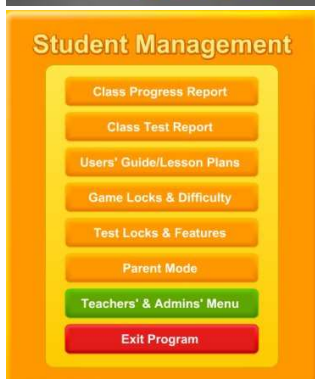 Student Management
Class Progress Report
Class Test Report
Users' Guide/Lesson Plans
Game Locks & Difficulty
Test Locks & Features
Parent Mode
Teachers' & Admins' Menu
Exit Program